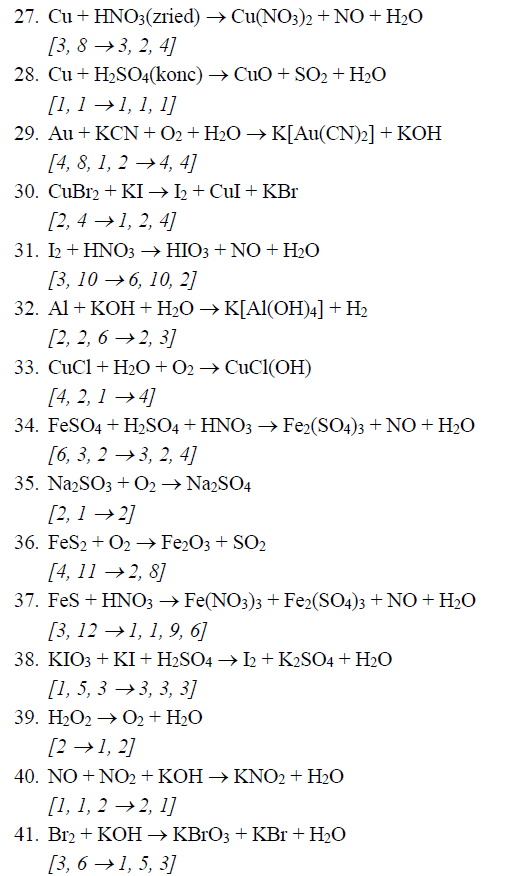 27. Cu + HNO₃(zried) → Cu(NO₃)₂ + NO + H₂O
[3, 8 → 3, 2, 4]
28. Cu + H₂SO₄(konc) → CuO + SO₂ + H₂O
[1, 1 → 1, 1, 1]
29. Au + KCN + O₂ + H₂O → K[Au(CN)₂] + KOH
[4, 8, 1, 2 → 4, 4]
30. CuBr₂ + KI → I₂ + CuI + KBr
[2, 4 → 1, 2, 4]
31. I₂ + HNO₃ → HIO₃ + NO + H₂O
[3, 10 → 6, 10, 2]
32. Al + KOH + H₂O → K[Al(OH)₄] + H₂
[2, 2, 6 → 2, 3]
33. CuCl + H₂O + O₂ → CuCl(OH)
[4, 2, 1 → 4]
34. FeSO₄ + H₂SO₄ + HNO₃ → Fe₂(SO₄)₃ + NO + H₂O
[6, 3, 2 → 3, 2, 4]
35. Na₂SO₃ + O₂ → Na₂SO₄
[2, 1 → 2]
36. FeS₂ + O₂ → Fe₂O₃ + SO₂
[4, 11 → 2, 8]
37. FeS + HNO₃ → Fe(NO₃)₃ + Fe₂(SO₄)₃ + NO + H₂O
[3, 12 → 1, 1, 9, 6]
38. KIO₃ + KI + H₂SO₄ → I₂ + K₂SO₄ + H₂O
[1, 5, 3 → 3, 3, 3]
39. H₂O₂ → O₂ + H₂O
[2 → 1, 2]
40. NO + NO₂ + KOH → KNO₂ + H₂O
[1, 1, 2 → 2, 1]
41. Br₂ + KOH → KBrO₃ + KBr + H₂O
[3, 6 → 1, 5, 3]